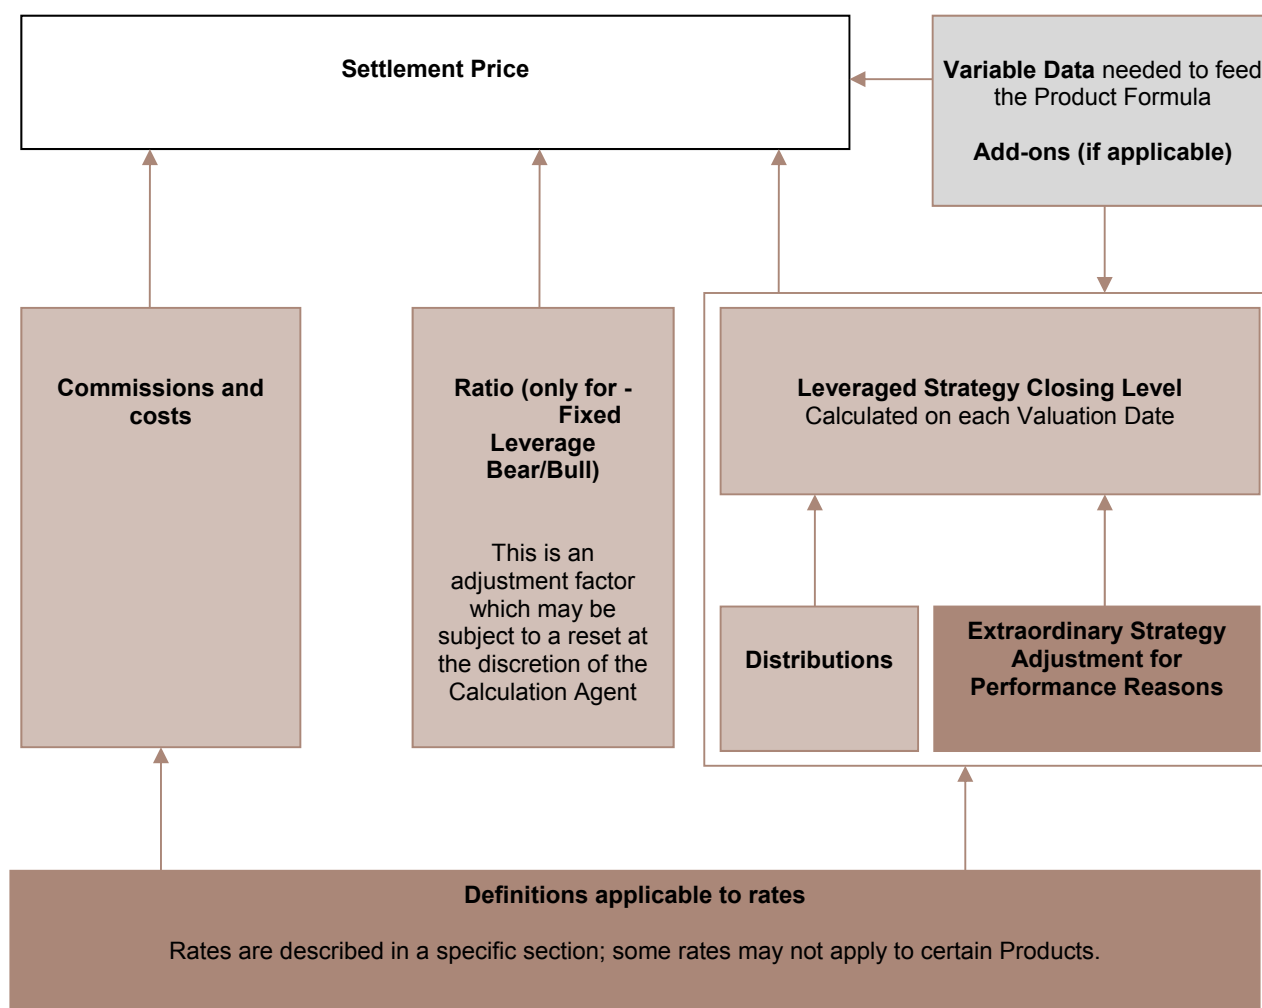 Settlement Price
Variable Data needed to feed
the Product Formula
Add-ons (if applicable)
Commissions and
costs
Ratio (only for -
Fixed
Leverage
Bear/Bull)
This is an
adjustment factor
which may be
subject to a reset at
the discretion of the
Calculation Agent
Leveraged Strategy Closing Level
Calculated on each Valuation Date
Distributions
Extraordinary Strategy
Adjustment for
Performance Reasons
Definitions applicable to rates
Rates are described in a specific section; some rates may not apply to certain Products.